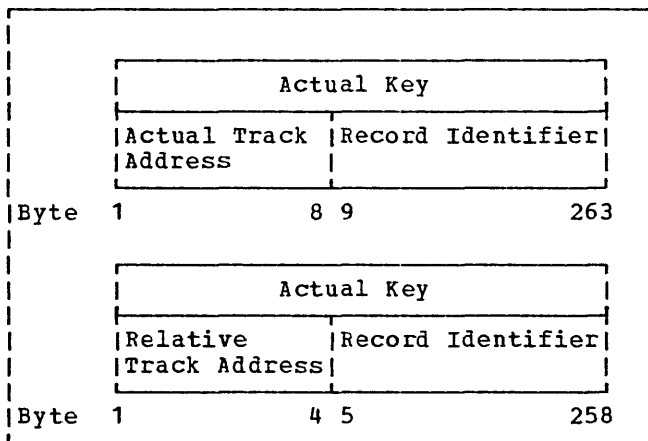 Actual Key
Actual Track Record Identifier
Address
Byte 1 8 9 263
Actual Key
Relative Record Identifier
Track Address
Byte 1 4 5 258